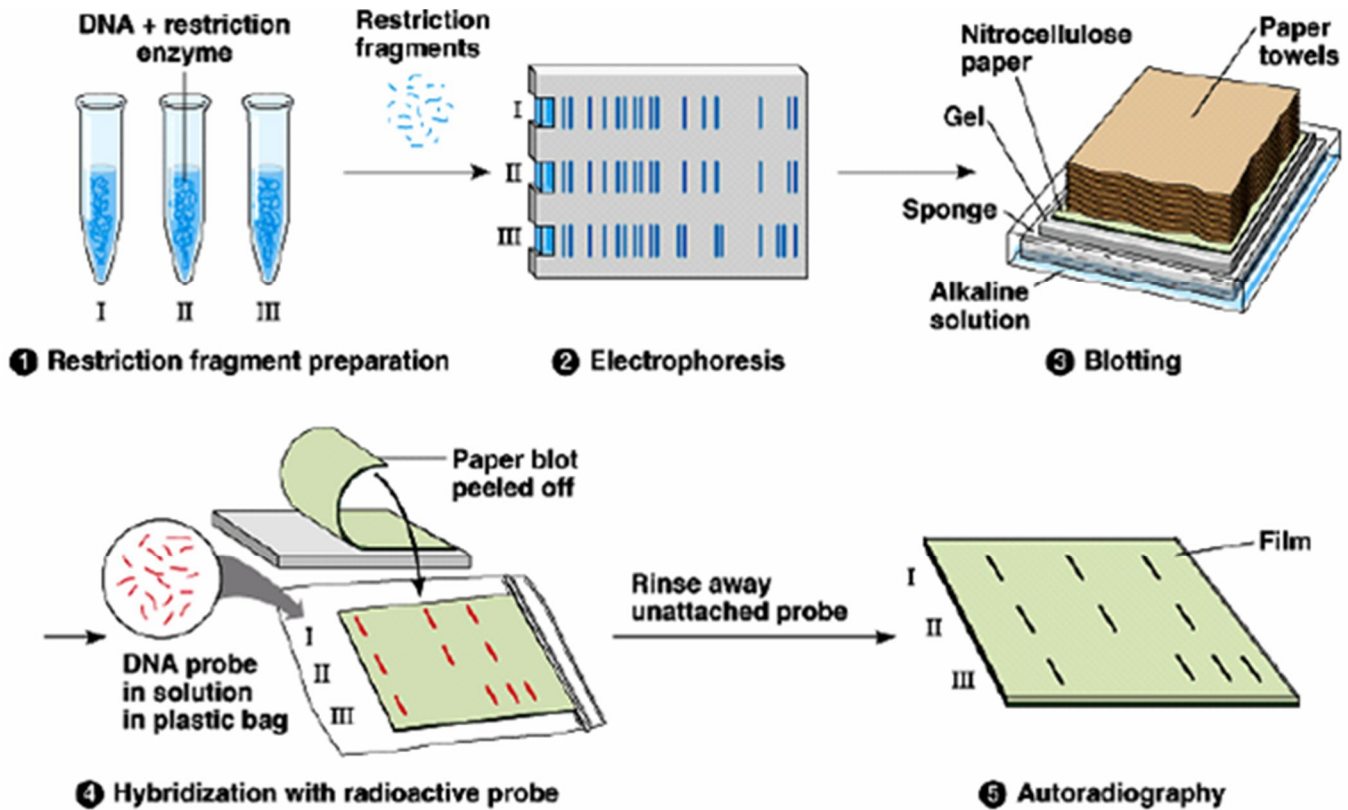 DNA + restriction
enzyme
I
II
III
❶ Restriction fragment preparation
Restriction
fragments
I
II
III
❷ Electrophoresis
Nitrocellulose
paper
Gel
Sponge
Alkaline
solution
Paper
towels
❸ Blotting
Paper blot
peeled off
DNA probe
in solution
in plastic bag
I
II
III
❹ Hybridization with radioactive probe
Rinse away
unattached probe
I
II
III
Film
❺ Autoradiography